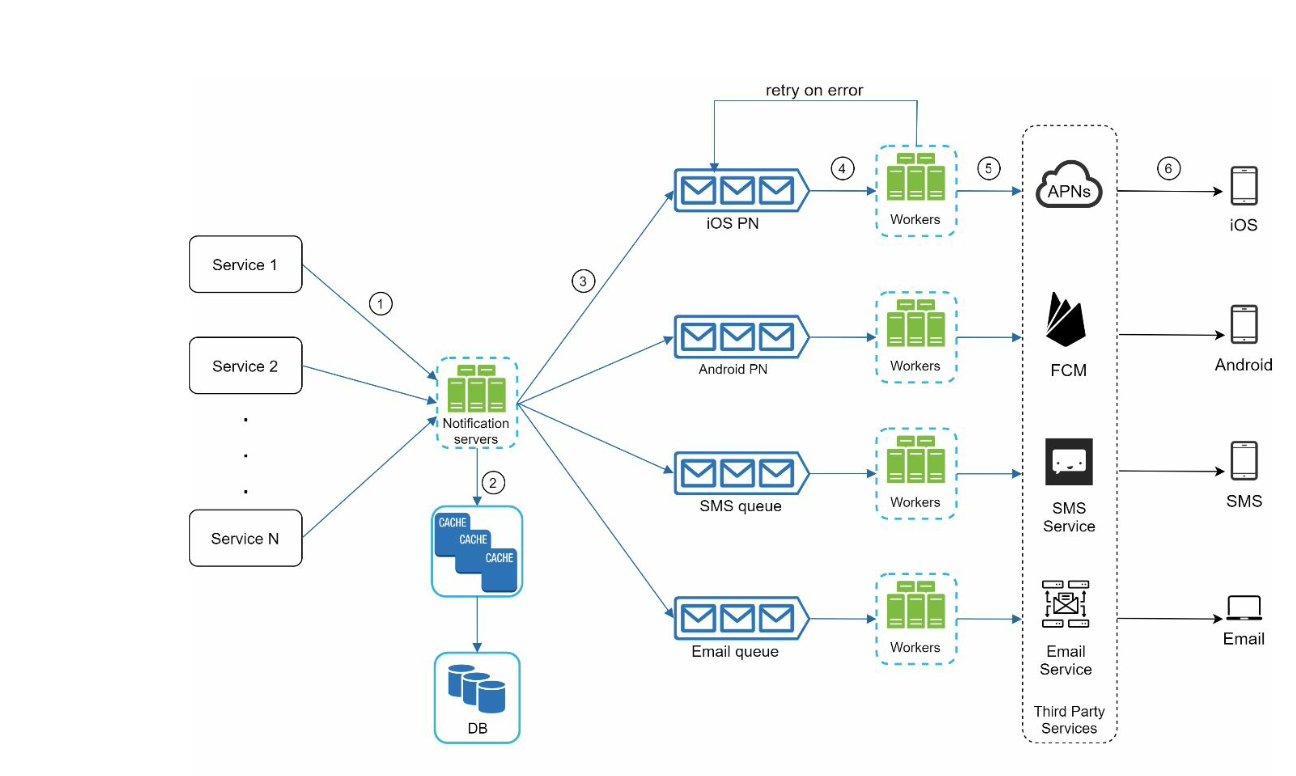 retry on error
4
5
6
APNs
Workers
iOS PN
iOS
Service 1
3
1
Service 2
Android PN
Workers
FCM
Android
Notification
servers
.
.
.
2
SMS queue
Workers
SMS
Service
SMS
Service N
CACHE
CACHE
CACHE
Email queue
Workers
Email
Service
Email
DB
Third Party
Services